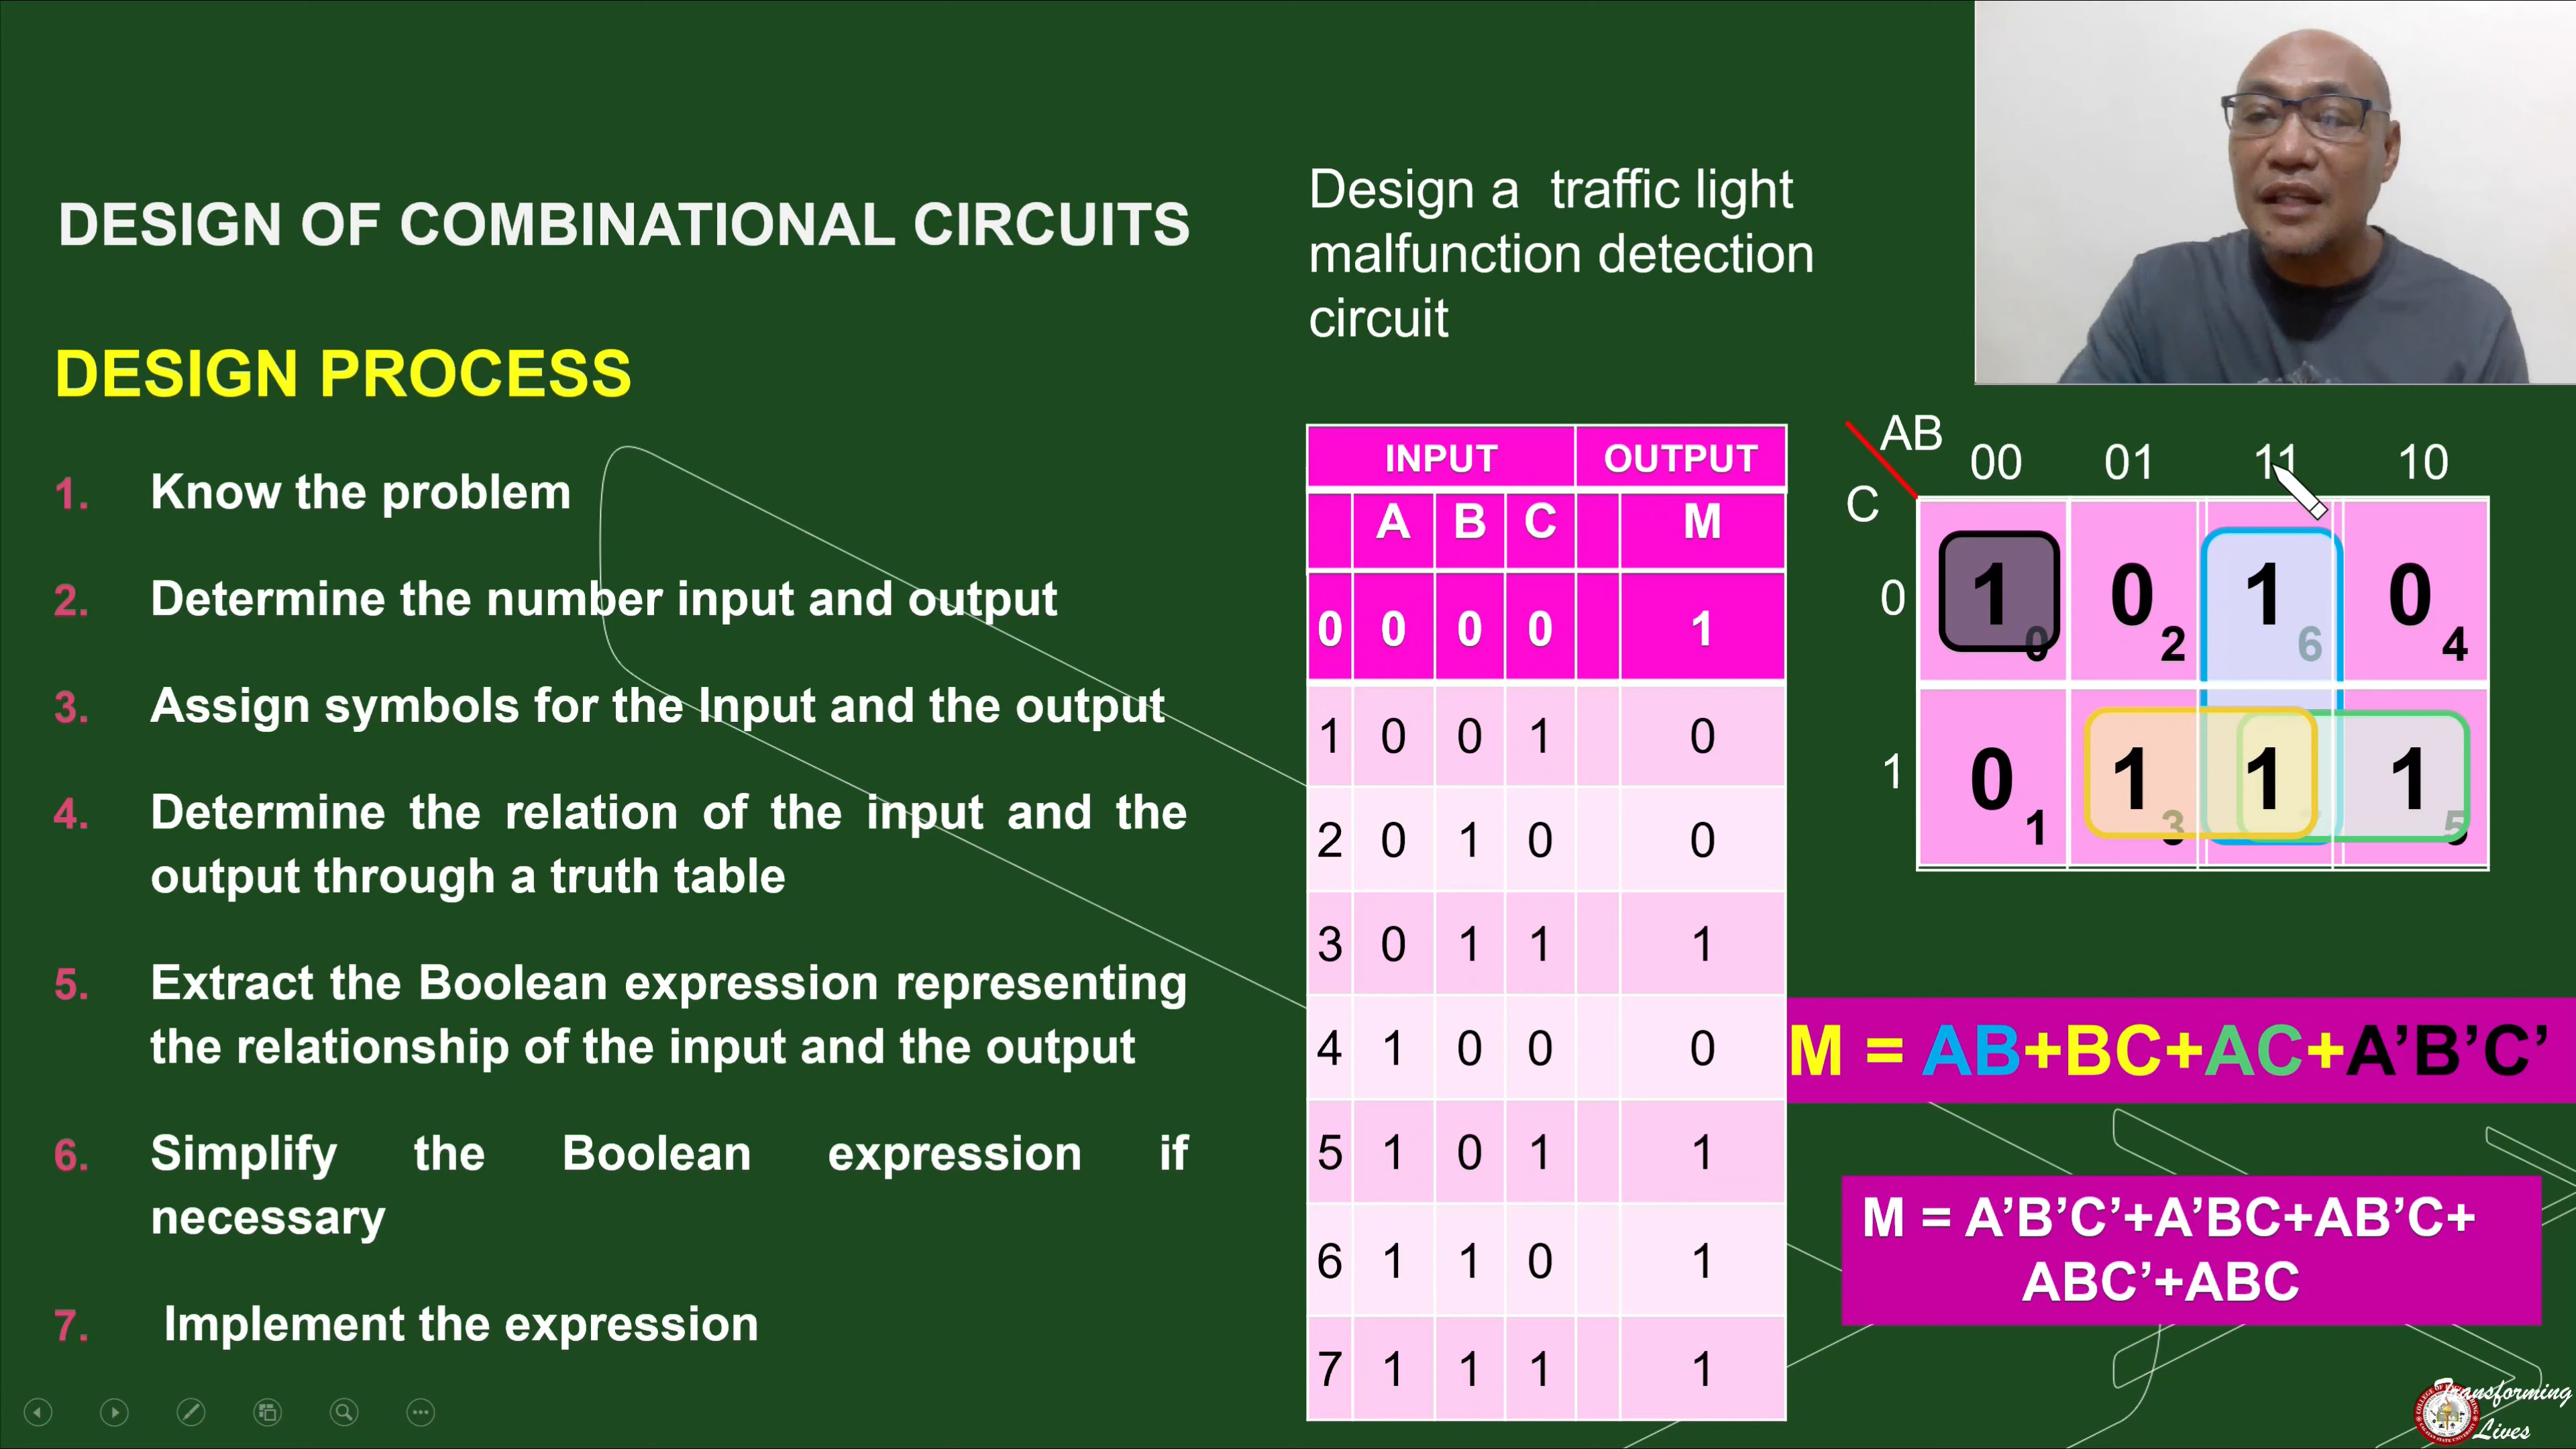 DESIGN OF COMBINATIONAL CIRCUITS
DESIGN PROCESS
1. Know the problem
2. Determine the number input and output
3. Assign symbols for the Input and the output
4. Determine the relation of the input and the
output through a truth table
5. Extract the Boolean expression representing
the relationship of the input and the output
6. Simplify the Boolean expression if
necessary
7. Implement the expression
Design a traffic light
malfunction detection
circuit
INPUT OUTPUT
A B C M
0 0 0 0 1
1 0 0 1 0
2 0 1 0 0
3 0 1 1 1
4 1 0 0 0
5 1 0 1 1
6 1 1 0 1
7 1 1 1 1
AB
00 01 11 10
C
0 1 0 0 2 1 6 0 4
1 0 1 1 3 1 1 5
M = AB+BC+AC+A’B’C’
M = A’B’C’+A’BC+AB’C+
ABC’+ABC
Transforming
Lives